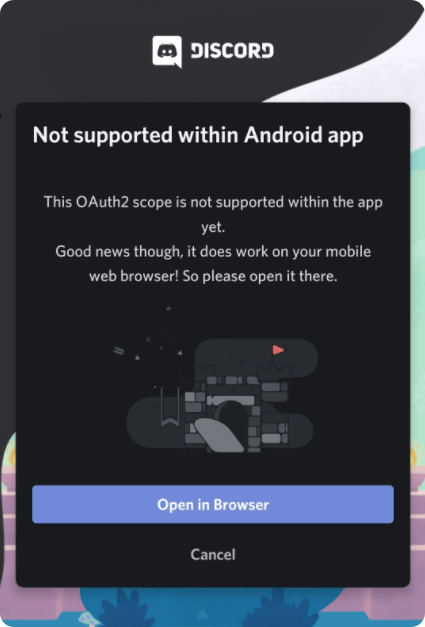 DISCORD
Not supported within Android app
This OAuth2 scope is not supported within the app
yet.
Good news though, it does work on your mobile
web browser! So please open it there.
Open in Browser
Cancel